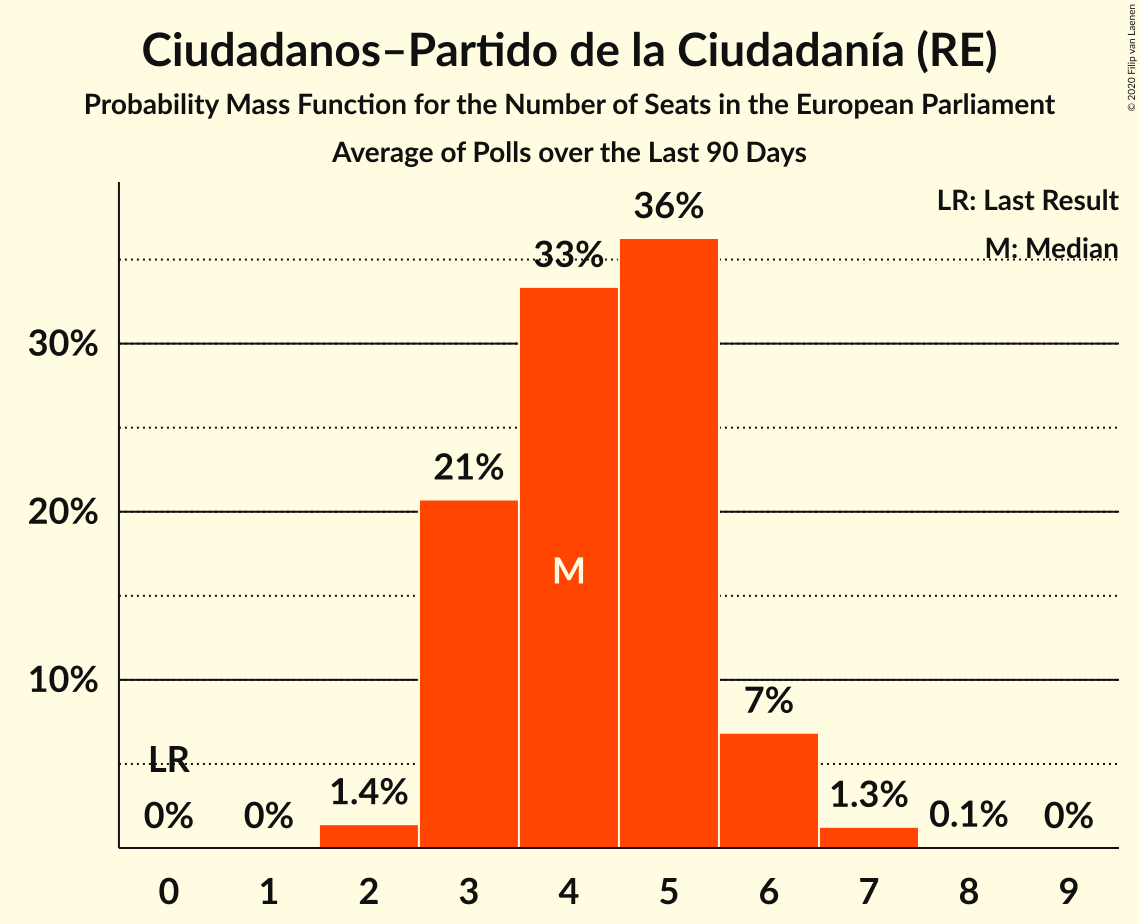 Ciudadanos–Partido de la Ciudadanía (RE)
Probability Mass Function for the Number of Seats in the European Parliament
Average of Polls over the Last 90 Days
© 2020 Filip van Laenen
LR: Last Result
M: Median
30%
20%
10%
LR
0%
0%
1.4%
21%
33%
M
36%
7%
1.3%
0.1%
0%
0 1 2 3 4 5 6 7 8 9